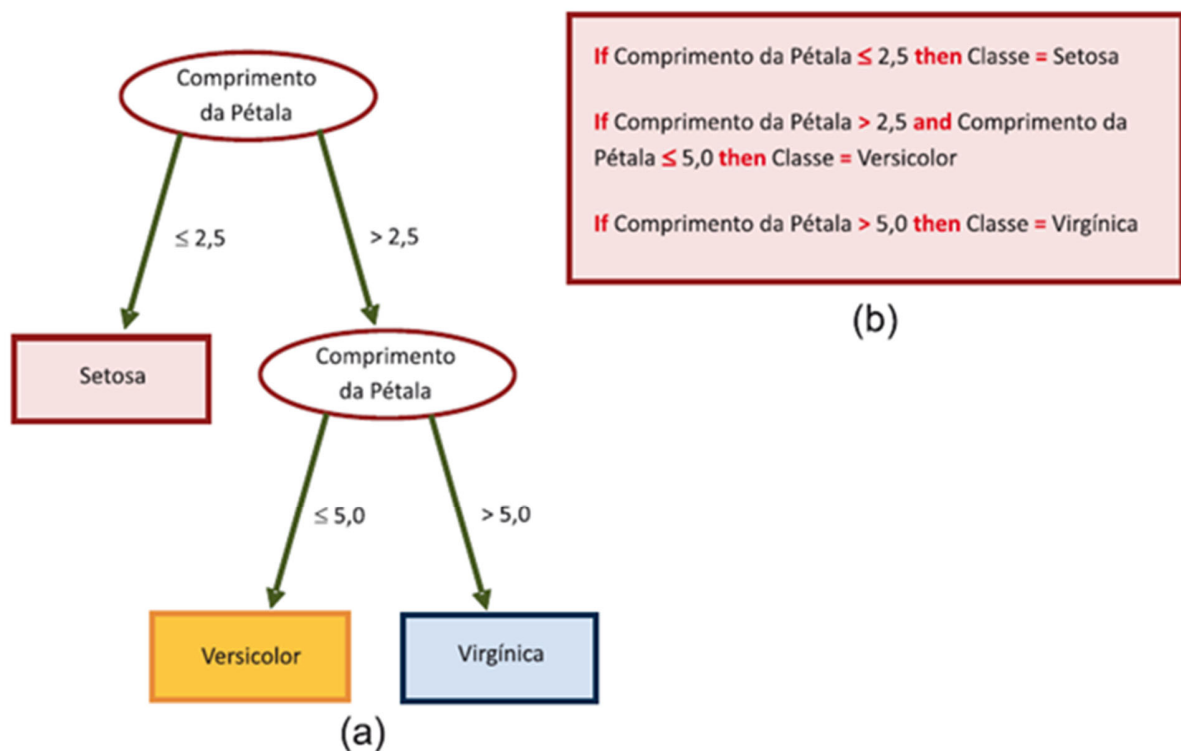 Comprimento
da Pétala
≤ 2,5
> 2,5
Setosa
Comprimento
da Pétala
≤ 5,0
> 5,0
Versicolor
Virgínica
(a)
If Comprimento da Pétala ≤ 2,5 then Classe = Setosa
If Comprimento da Pétala > 2,5 and Comprimento da
Pétala ≤ 5,0 then Classe = Versicolor
If Comprimento da Pétala > 5,0 then Classe = Virgínica
(b)